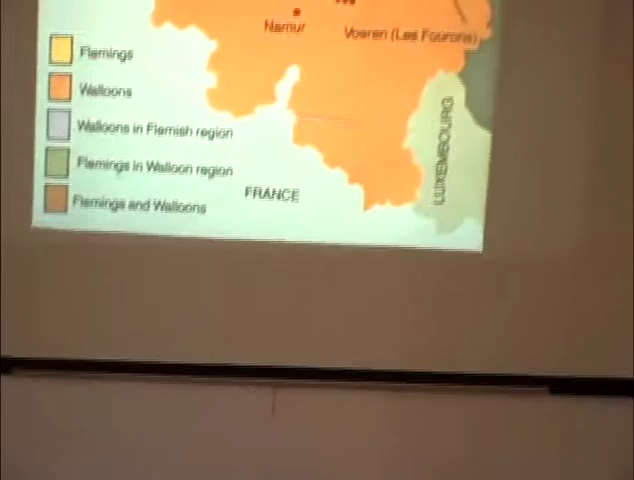 Namur
Voeren (Les Fourons)
Flemings
Walloons
Walloons in Flemish region
Flemings in Walloon region
Flemings and Walloons
FRANCE
LUXEMBOURG